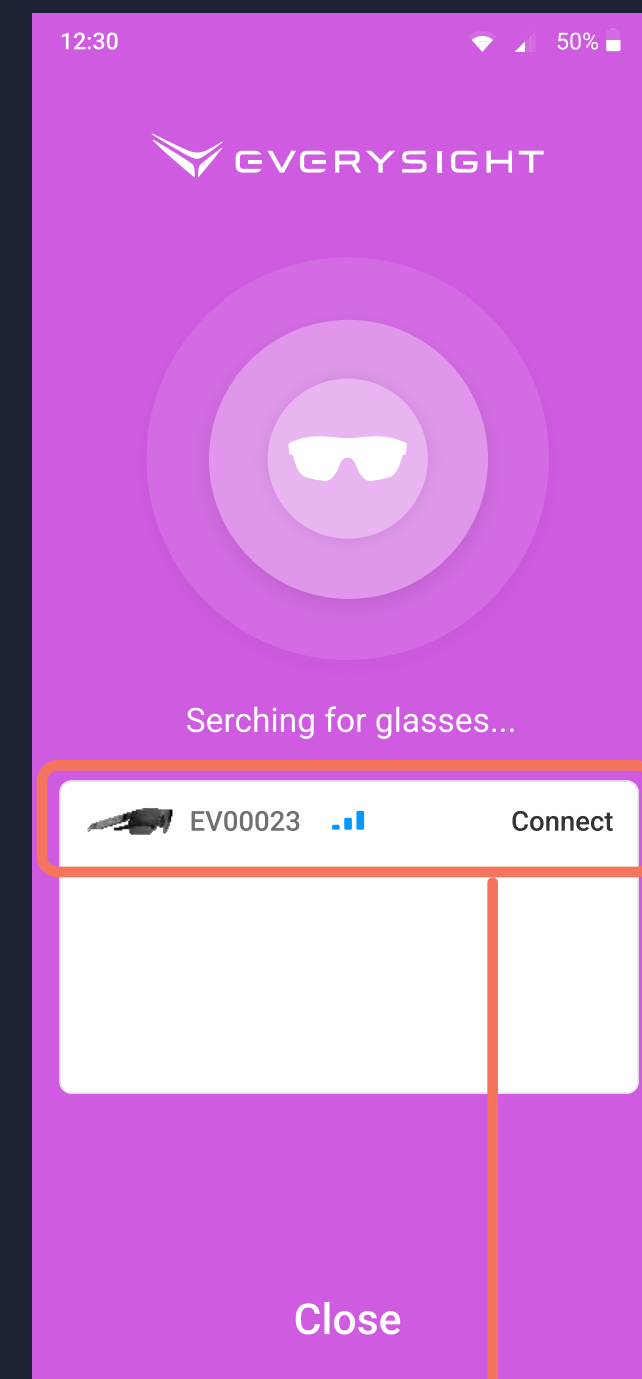 12:30 50%
EVERYSIGHT
Serching for glasses...
EV00023 Connect
Close